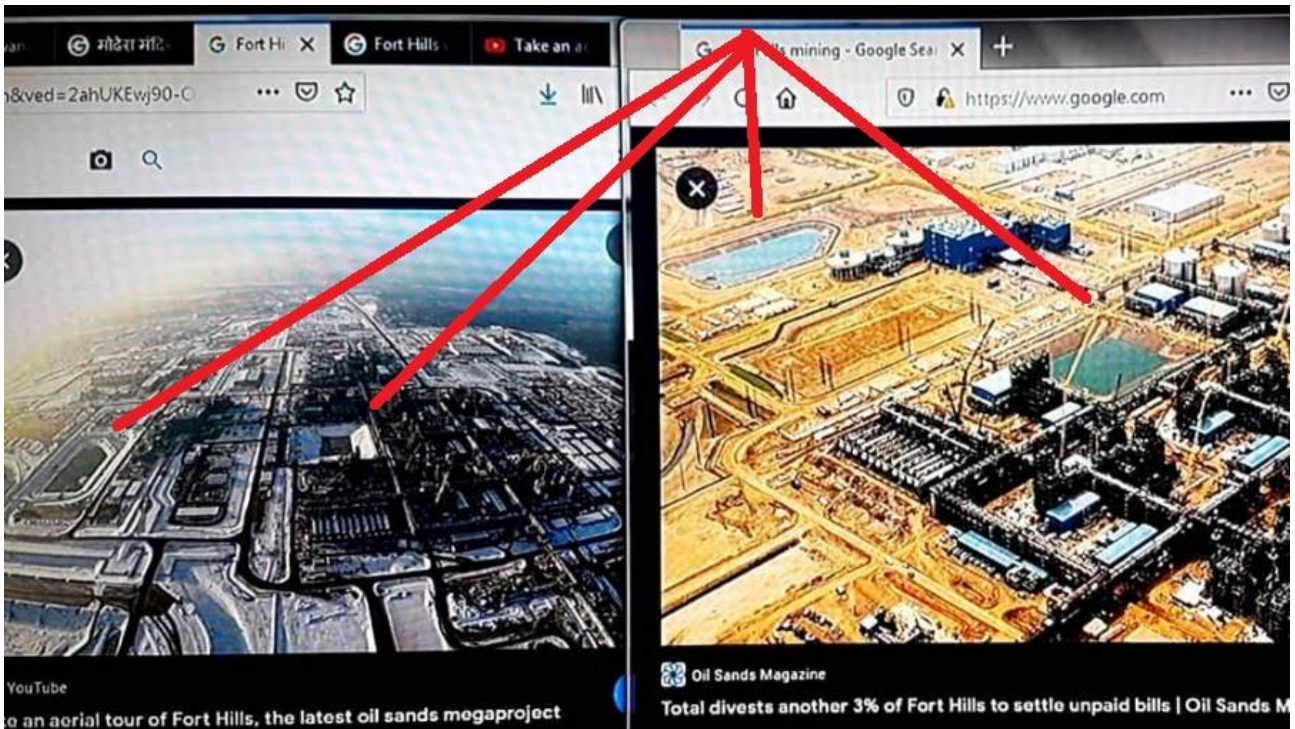 मोढेरा मंदि
Fort Hi
Fort Hills
Take an a
&ved=2ahUKEwj90-C
YouTube
an aerial tour of Fort Hills, the latest oil sands megaproject
mining - Google Sea
https://www.google.com
Oil Sands Magazine
Total divests another 3% of Fort Hills to settle unpaid bills | Oil Sands M